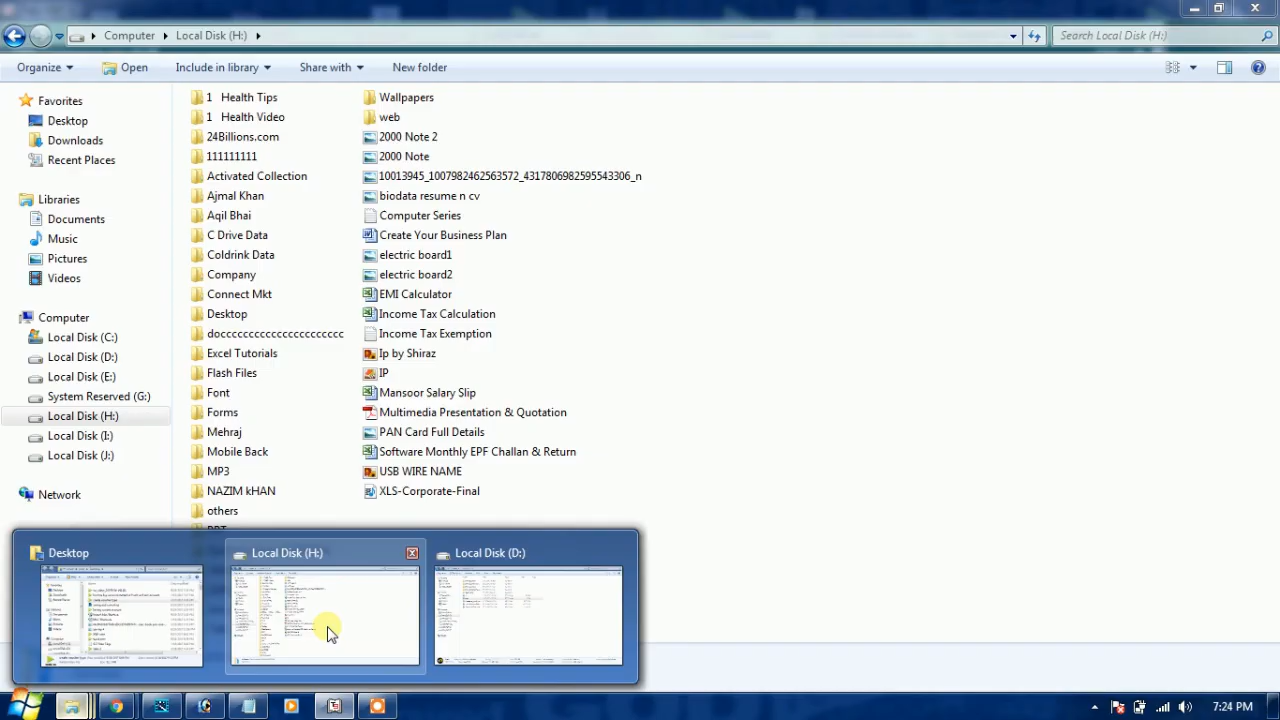 Computer Local Disk (H:)
Search Local Disk (H:)
Organize Open Include in library Share with New folder
Favorites
Desktop
Downloads
Recent Places
Libraries
Documents
Music
Pictures
Videos
Computer
Local Disk (C:)
Local Disk (D:)
Local Disk (E:)
System Reserved (G:)
Local Disk (H:)
Local Disk (I:)
Local Disk (J:)
Network
1 Health Tips
1 Health Video
24Billions.com
111111111
Activated Collection
Ajmal Khan
Aqil Bhai
C Drive Data
Coldrink Data
Company
Connect Mkt
Desktop
doccccccccccccccccccccc
Excel Tutorials
Flash Files
Font
Forms
Mehraj
Mobile Back
MP3
NAZIM kHAN
others
Wallpapers
web
2000 Note 2
2000 Note
10013945_1007982462563572_4317806982595543306_n
biodata resume n cv
Computer Series
Create Your Business Plan
electric board1
electric board2
EMI Calculator
Income Tax Calculation
Income Tax Exemption
Ip by Shiraz
IP
Mansoor Salary Slip
Multimedia Presentation & Quotation
PAN Card Full Details
Software Monthly EPF Challan & Return
USB WIRE NAME
XLS-Corporate-Final
Desktop
Local Disk (H:)
Local Disk (D:)
7:24 PM